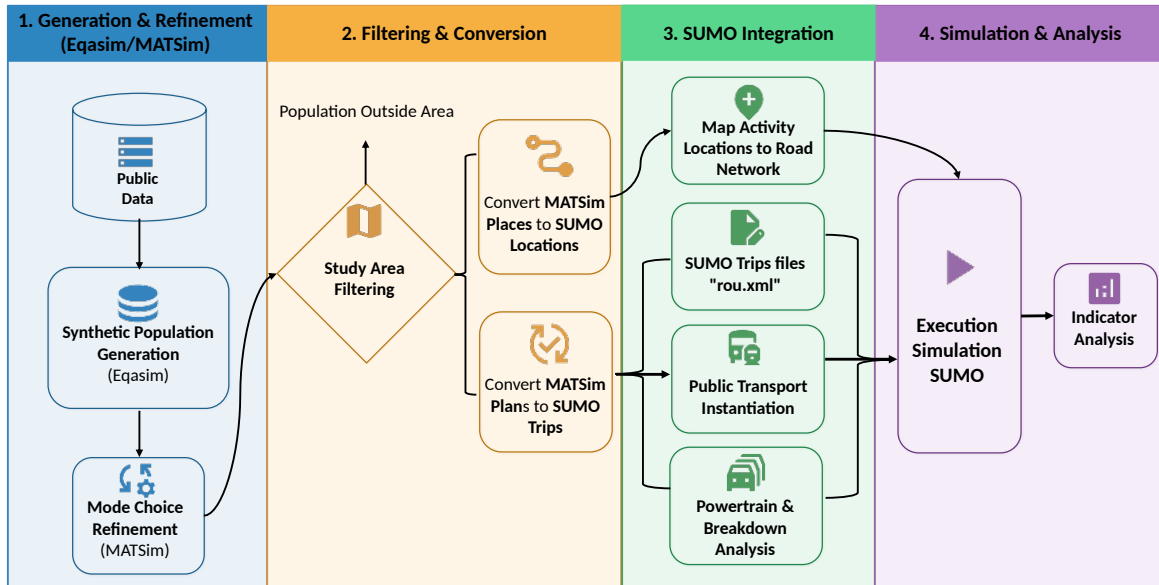 1. Generation & Refinement
(Eqasim/MATSim)
2. Filtering & Conversion
3. SUMO Integration
4. Simulation & Analysis
Public
Data
Synthetic Population
Generation
(Eqasim)
Mode Choice
Refinement
(MATSim)
Population Outside Area
Study Area
Filtering
Convert MATSim
Places to SUMO
Locations
Convert MATSim
Plans to SUMO
Trips
Map Activity
Locations to Road
Network
SUMO Trips files
"rou.xml"
Public Transport
Instantiation
Powertrain &
Breakdown
Analysis
Execution
Simulation
SUMO
Indicator
Analysis